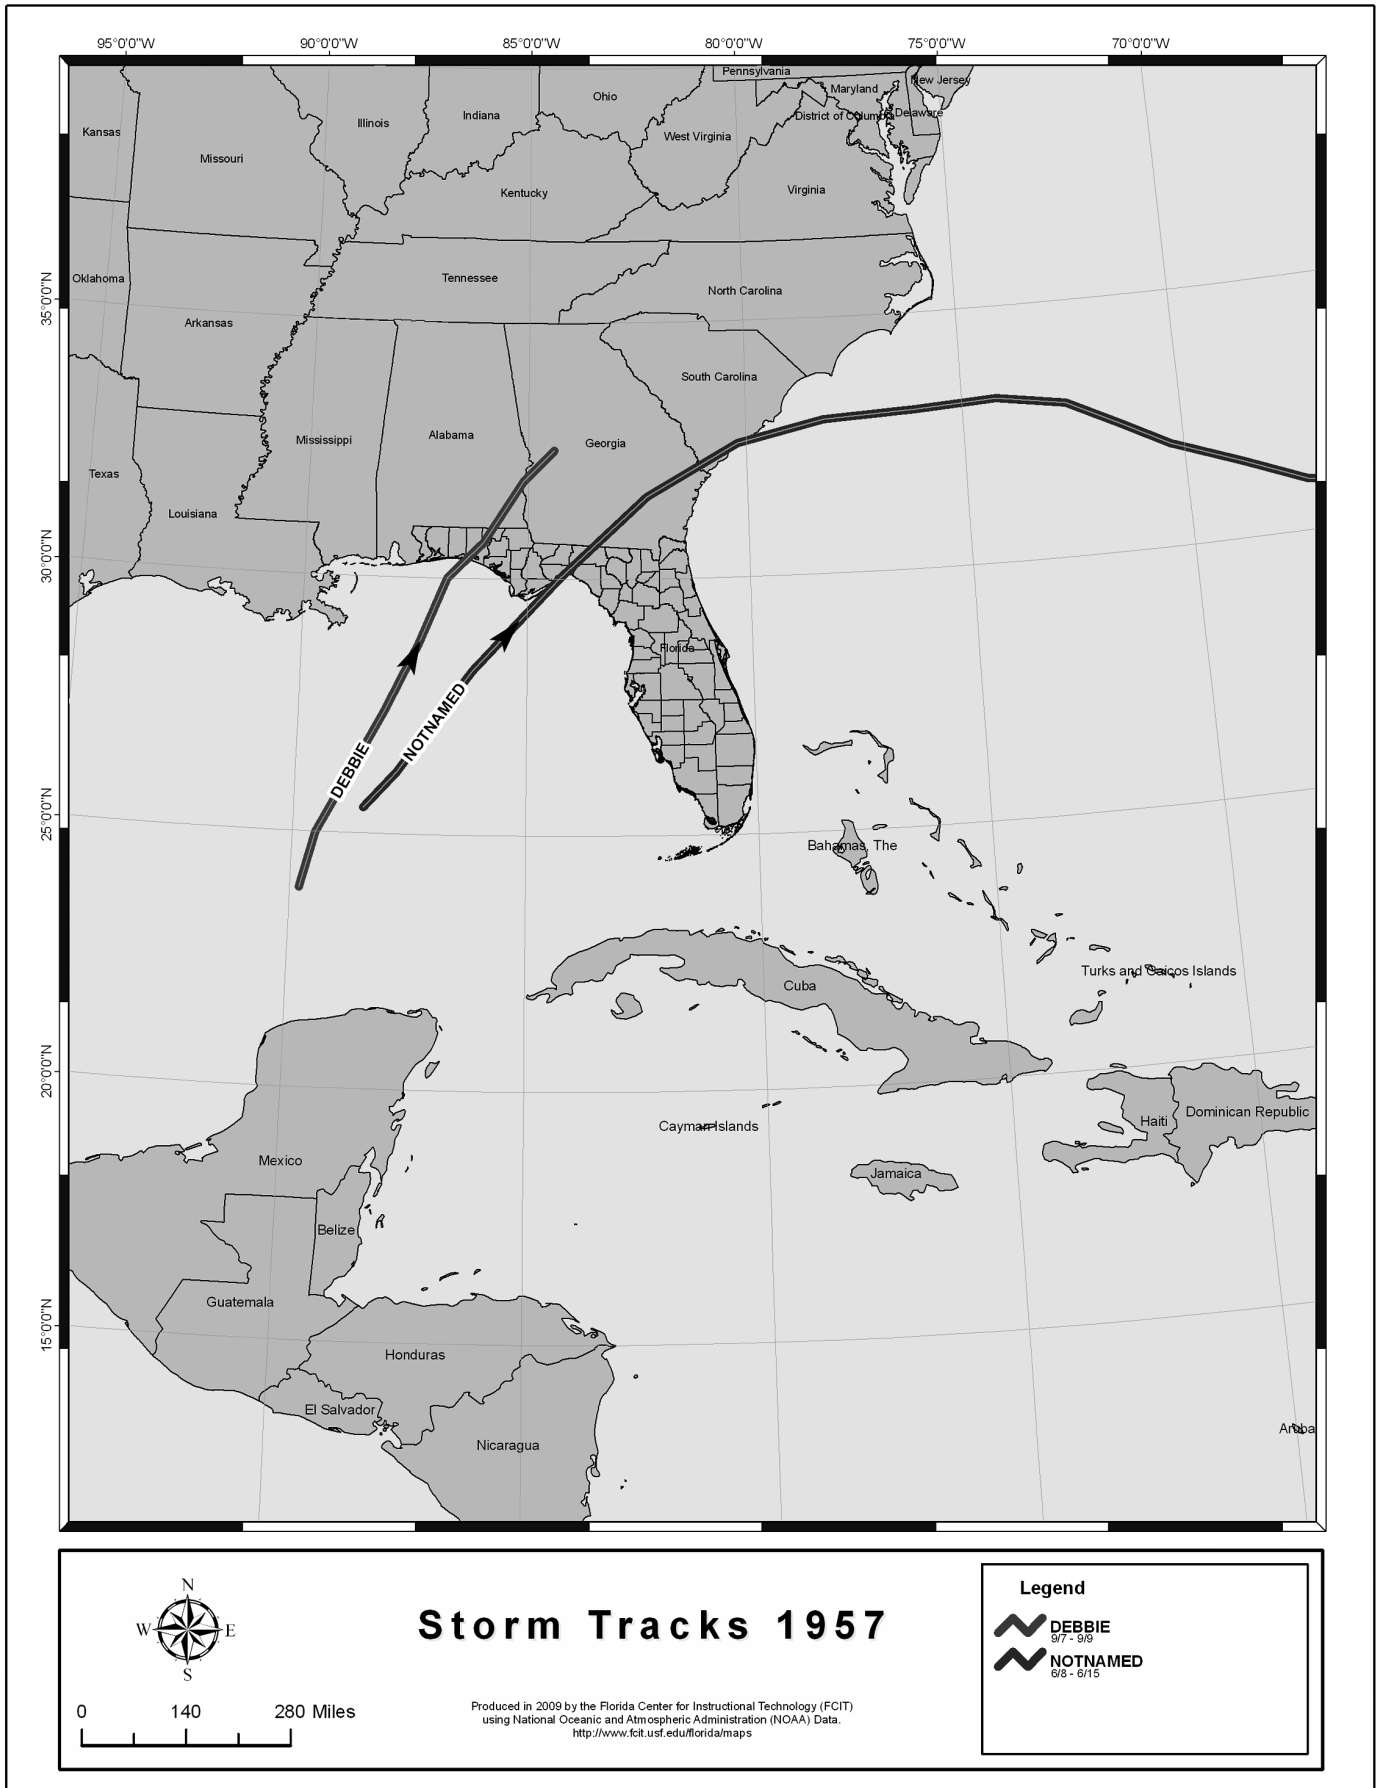 95°0'0"W 90°0'0"W 85°0'0"W 80°0'0"W 75°0'0"W 70°0'0"W
Pennsylvania
New Jersey
Maryland
Ohio
Delaware
Indiana
District of Columbia
Illinois
Kansas
West Virginia
Missouri
Virginia
Kentucky
35°0'0"N
Oklahoma
Tennessee
North Carolina
Arkansas
South Carolina
Alabama
Mississippi
Georgia
Texas
Louisiana
30°0'0"N
Florida
NOTNAMED
DEBBIE
25°0'0"N
Bahamas, The
Turks and Caicos Islands
Cuba
20°0'0"N
Dominican Republic
Haiti
Cayman Islands
Mexico
Jamaica
Belize
Guatemala
15°0'0"N
Honduras
El Salvador
Aruba
Nicaragua
N
W E
S
0 140 280 Miles
Storm Tracks 1957
Produced in 2009 by the Florida Center for Instructional Technology (FCIT)
using National Oceanic and Atmospheric Administration (NOAA) Data.
http://www.fcit.usf.edu/florida/maps
Legend
DEBBIE
9/7 - 9/9
NOTNAMED
6/8 - 6/15